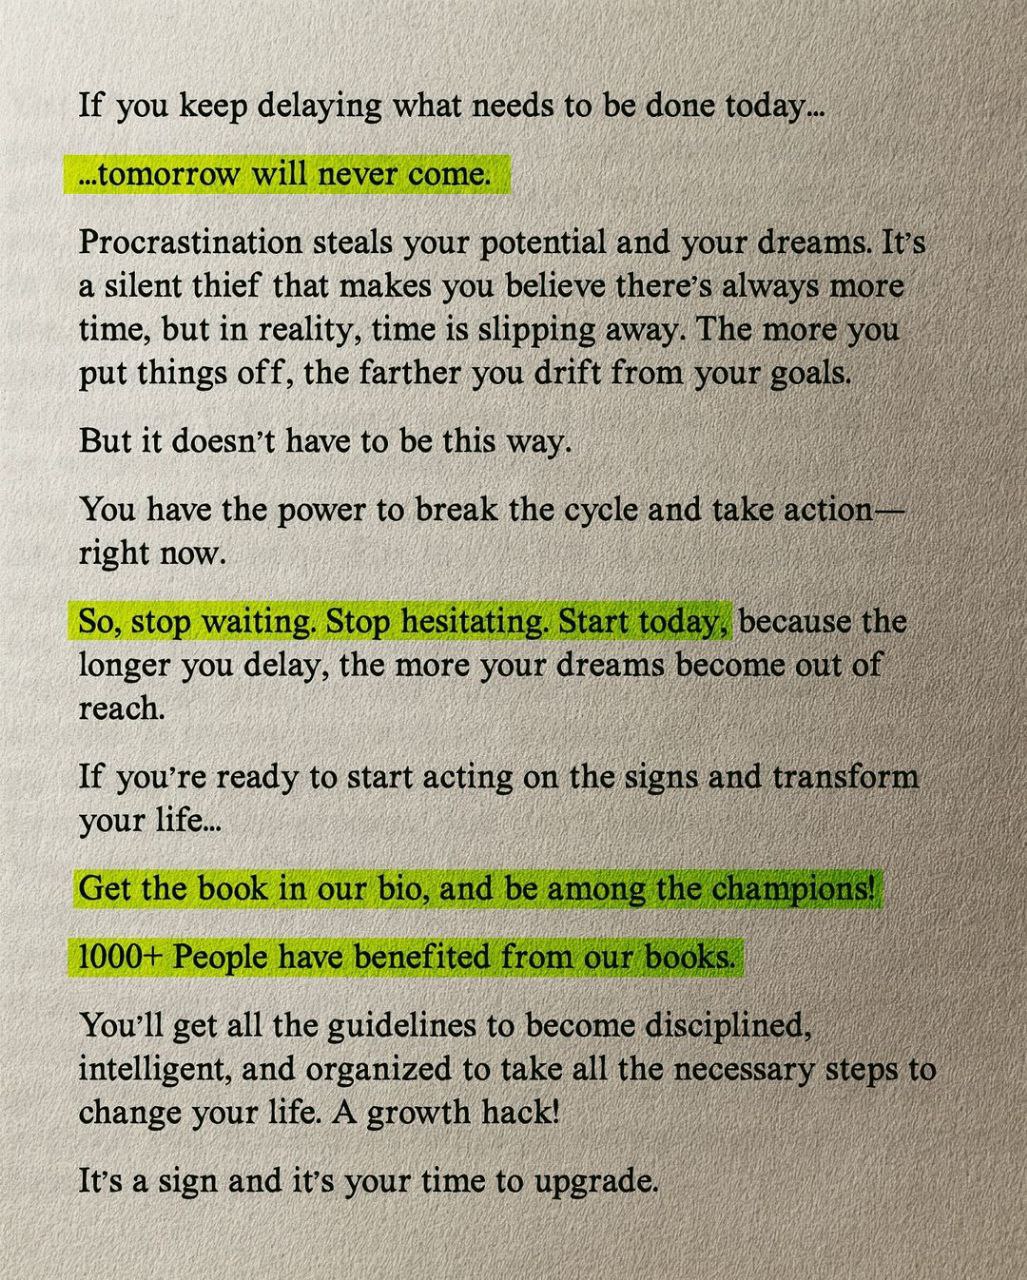 If you keep delaying what needs to be done today...
...tomorrow will never come.
Procrastination steals your potential and your dreams. It’s
a silent thief that makes you believe there’s always more
time, but in reality, time is slipping away. The more you
put things off, the farther you drift from your goals.
But it doesn’t have to be this way.
You have the power to break the cycle and take action—
right now.
So, stop waiting. Stop hesitating. Start today, because the
longer you delay, the more your dreams become out of
reach.
If you’re ready to start acting on the signs and transform
your life...
Get the book in our bio, and be among the champions!
1000+ People have benefited from our books.
You’ll get all the guidelines to become disciplined,
intelligent, and organized to take all the necessary steps to
change your life. A growth hack!
It’s a sign and it’s your time to upgrade.